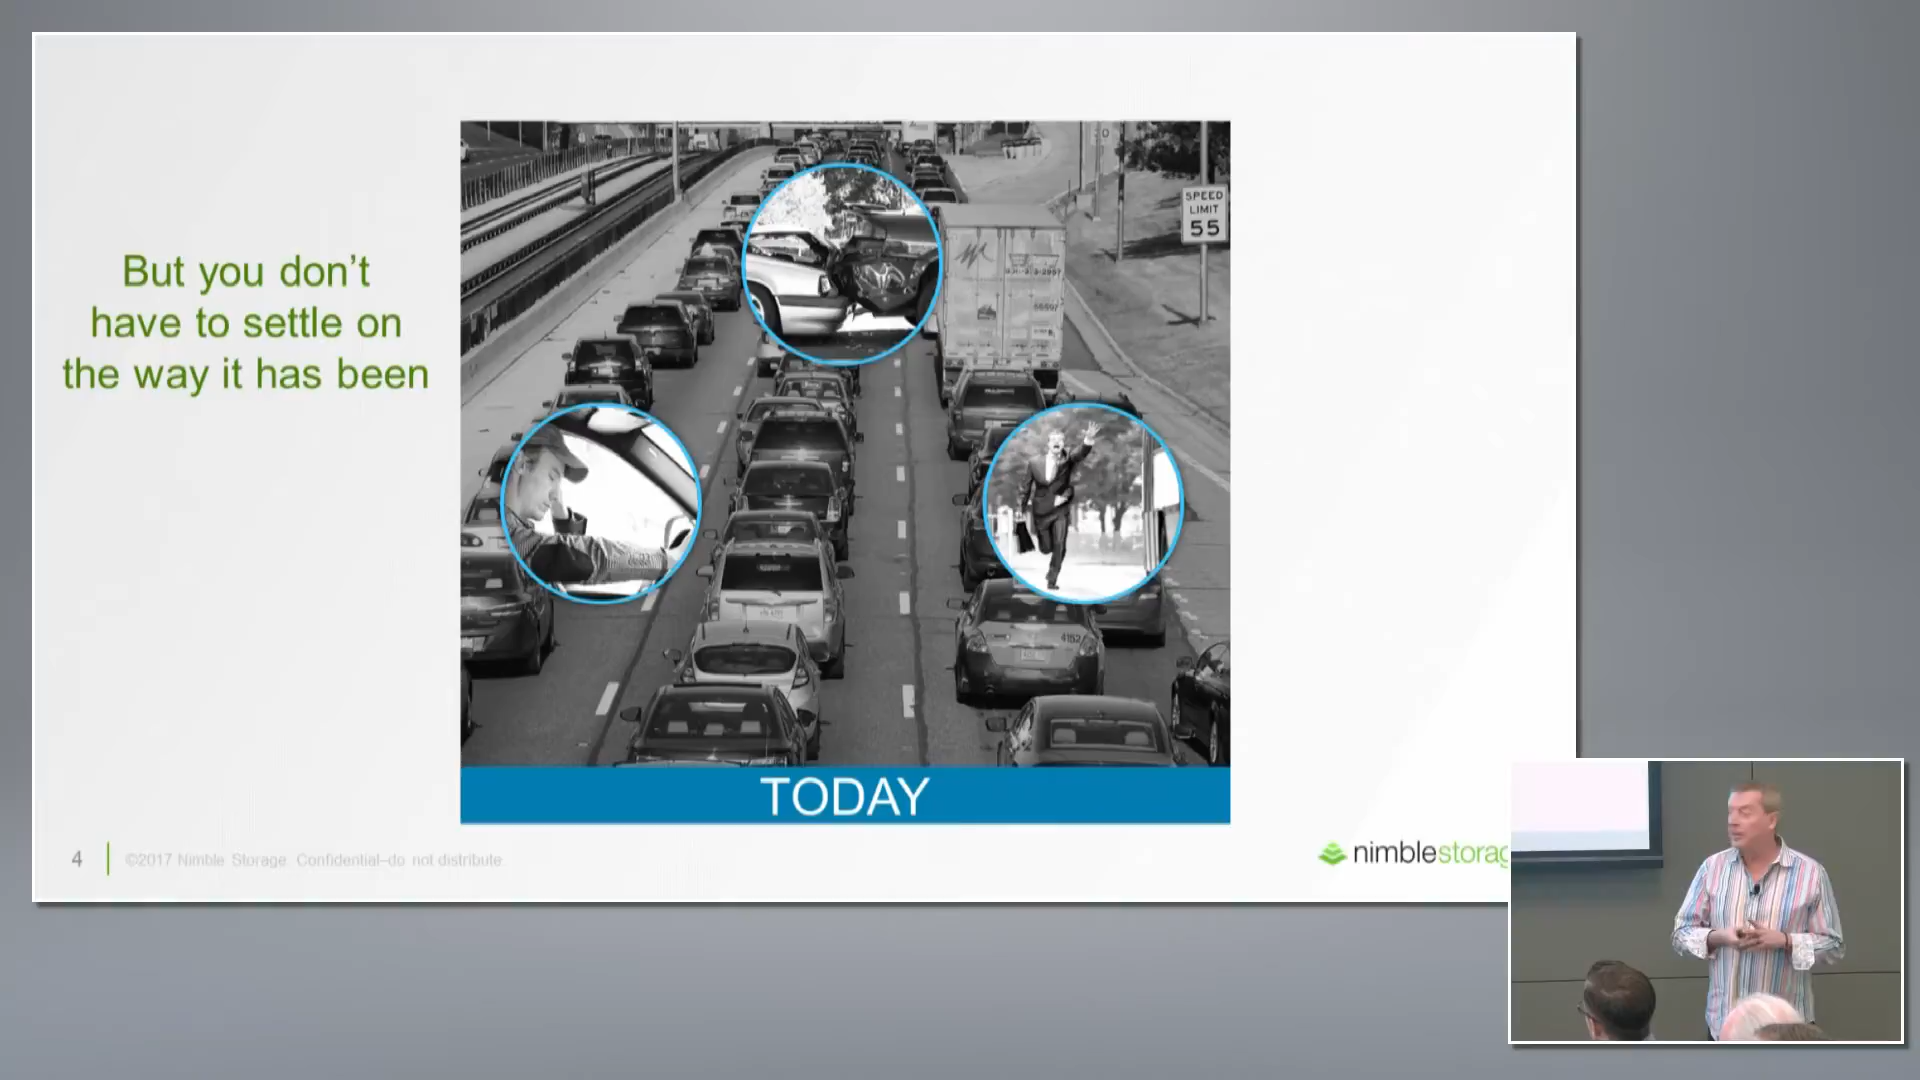 But you don't
have to settle on
the way it has been
SPEED
LIMIT
55
4152
TODAY
4
©2017 Nimble Storage. Confidential–do not distribute.
nimblestorag